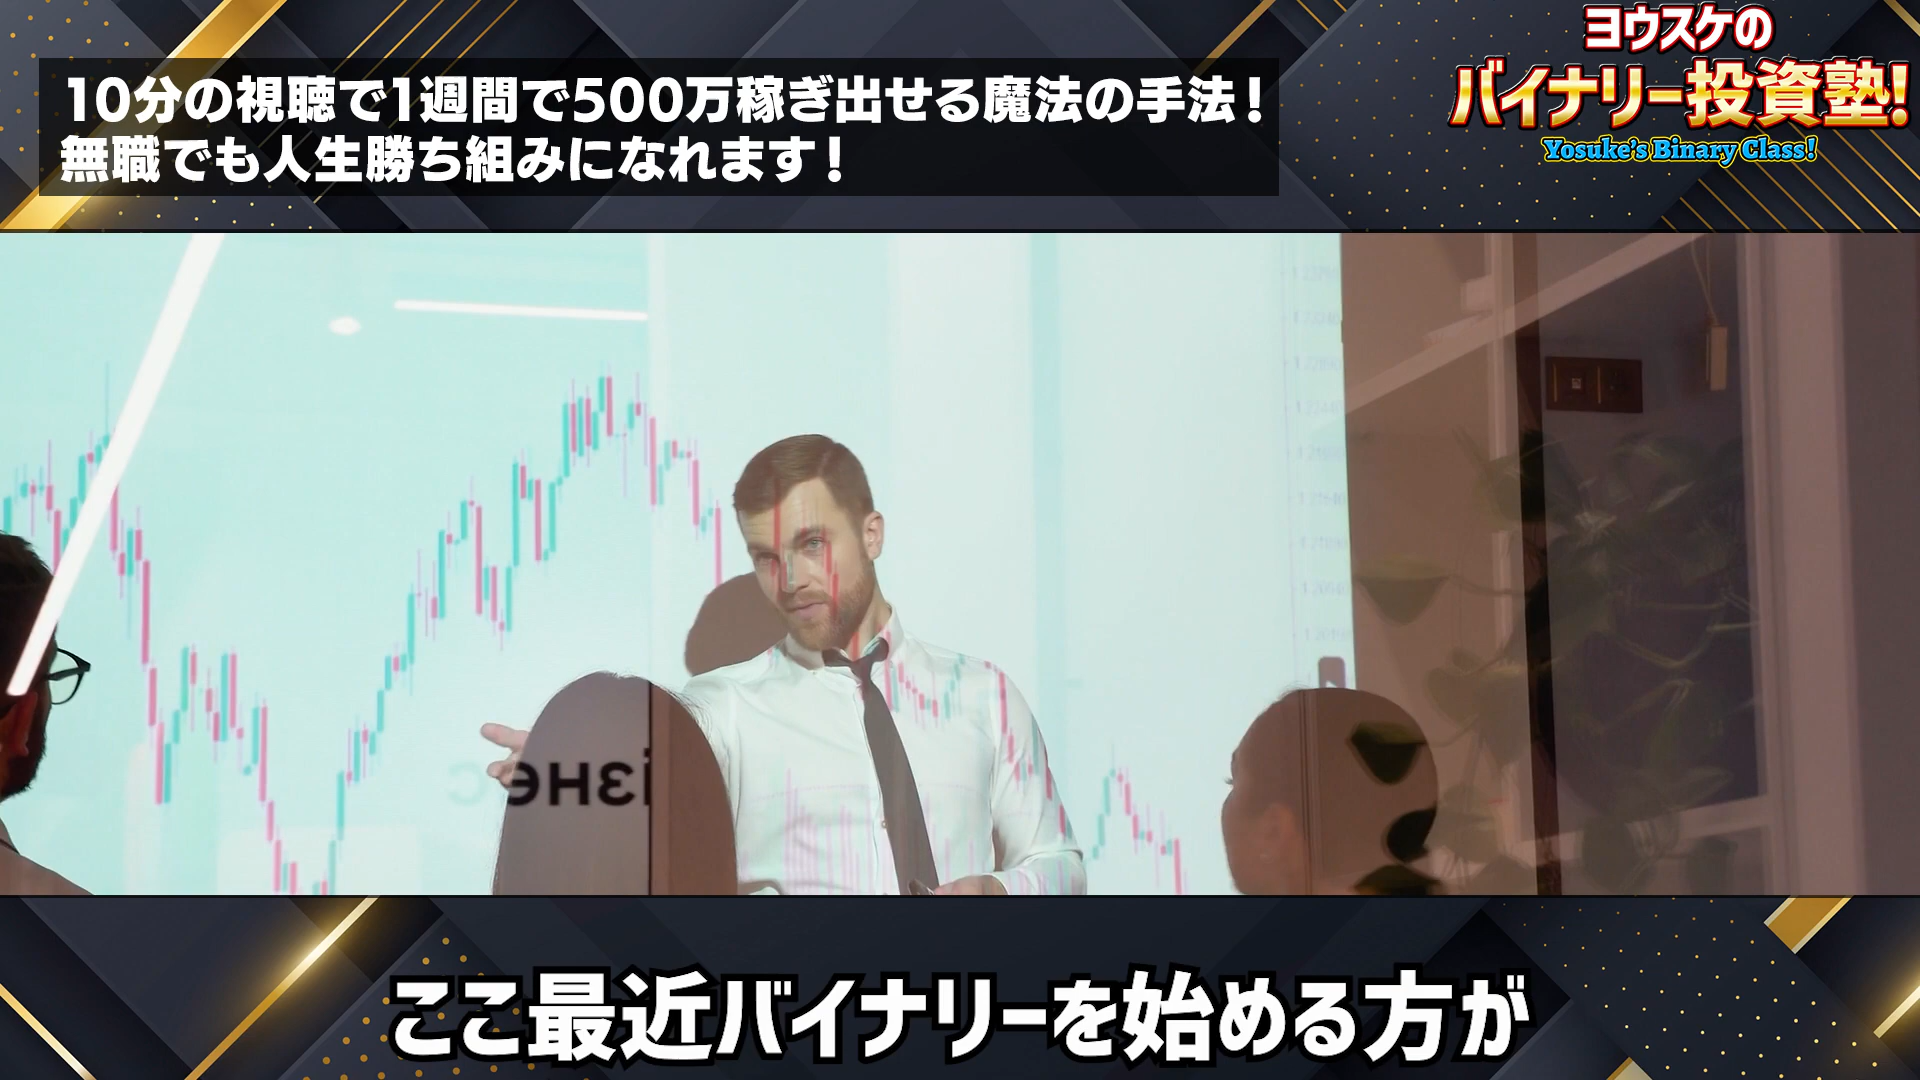 10分の視聴で1週間で500万稼ぎ出せる魔法の手法！
無職でも人生勝ち組みになれます！
ヨウスケの
バイナリー投資塾!
Yosuke's Binary Class!
ここ最近バイナリーを始める方が